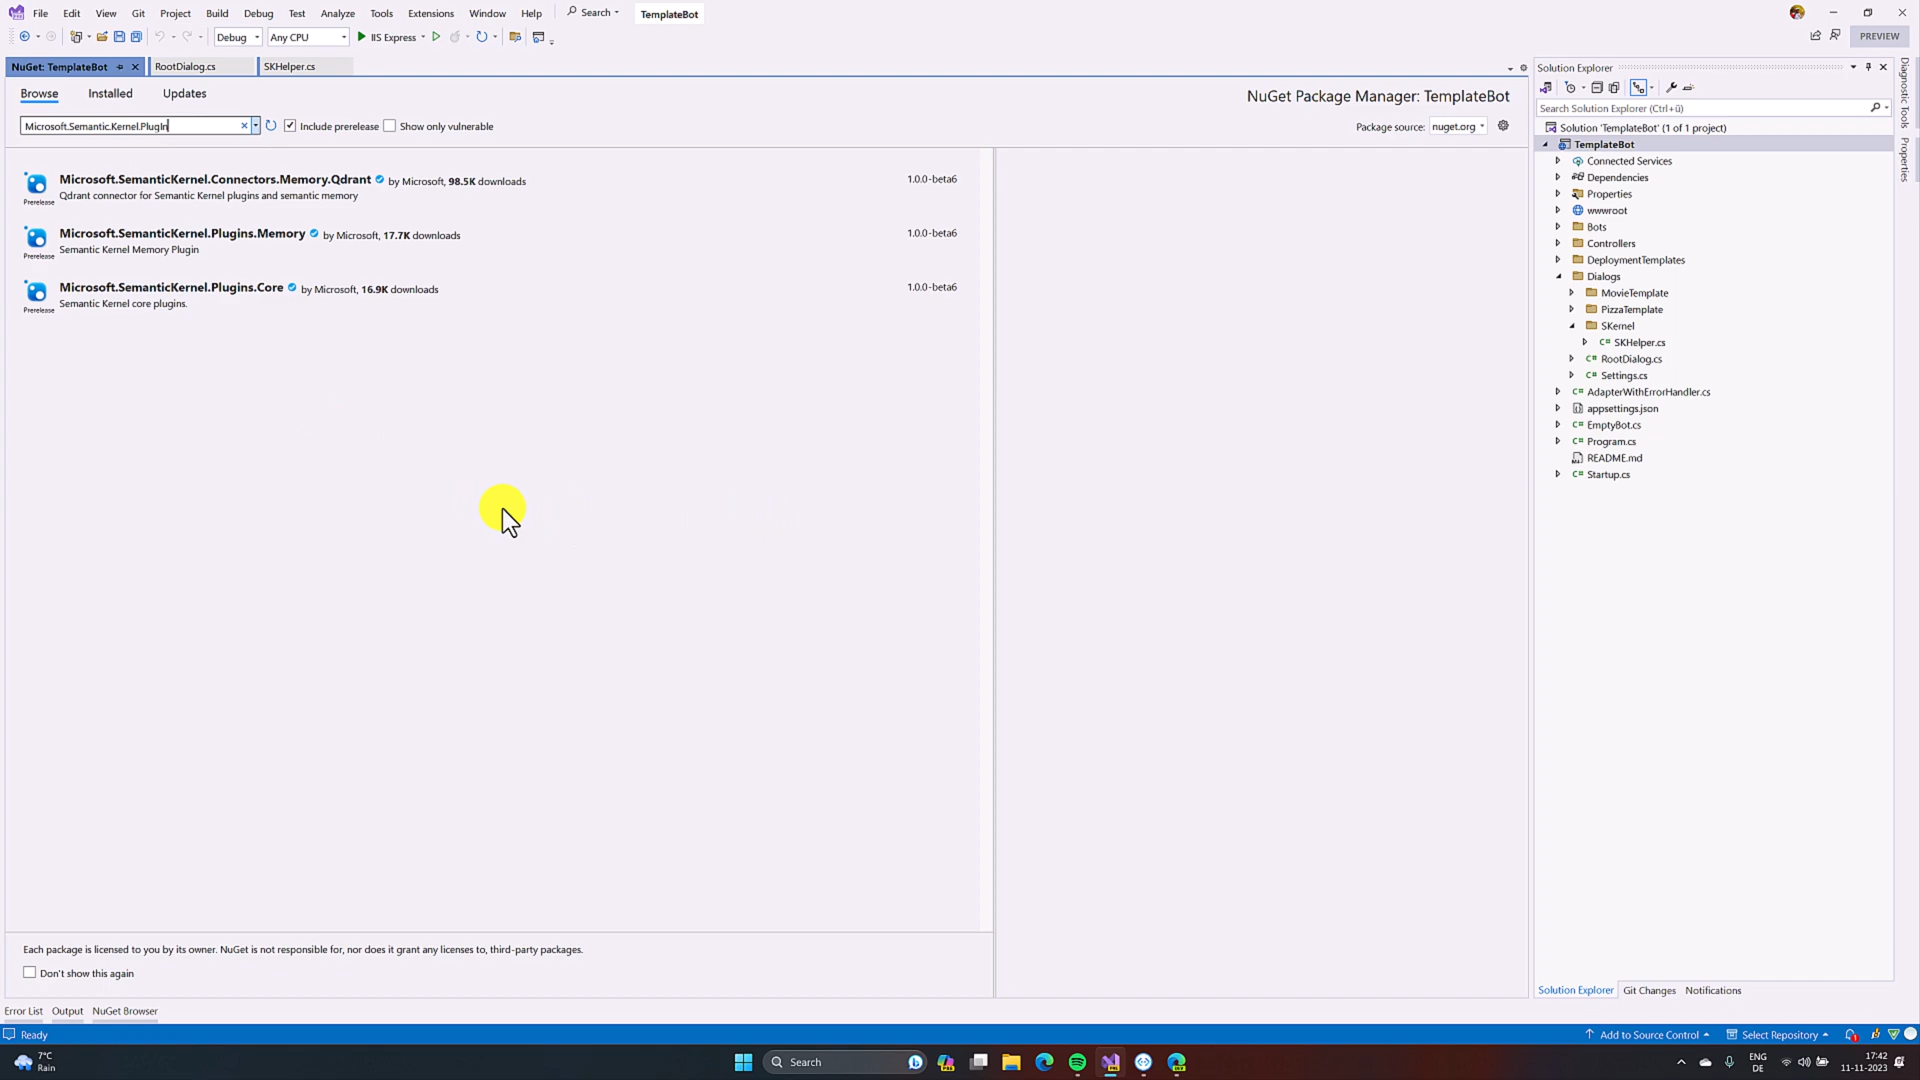 File Edit View Git Project Build Debug Test Analyze Tools Extensions Window Help Search TemplateBot
Debug Any CPU IIS Express PREVIEW
NuGet: TemplateBot RootDialog.cs SKHelper.cs
Browse Installed Updates
NuGet Package Manager: TemplateBot
Microsoft.Semantic.Kernel.PlugIn Include prerelease Show only vulnerable
Package source: nuget.org
Microsoft.SemanticKernel.Connectors.Memory.Qdrant by Microsoft, 98.5K downloads 1.0.0-beta6
Prerelease Qdrant connector for Semantic Kernel plugins and semantic memory
Microsoft.SemanticKernel.Plugins.Memory by Microsoft, 17.7K downloads 1.0.0-beta6
Prerelease Semantic Kernel Memory Plugin
Microsoft.SemanticKernel.Plugins.Core by Microsoft, 16.9K downloads 1.0.0-beta6
Prerelease Semantic Kernel core plugins.
Each package is licensed to you by its owner. NuGet is not responsible for, nor does it grant any licenses to, third-party packages.
Don't show this again
Solution Explorer
Search Solution Explorer (Ctrl+ü)
Solution 'TemplateBot' (1 of 1 project)
TemplateBot
Connected Services
Dependencies
Properties
wwwroot
Bots
Controllers
DeploymentTemplates
Dialogs
MovieTemplate
PizzaTemplate
SKernel
C# SKHelper.cs
C# RootDialog.cs
C# Settings.cs
C# AdapterWithErrorHandler.cs
appsettings.json
C# EmptyBot.cs
C# Program.cs
README.md
C# Startup.cs
Solution Explorer Git Changes Notifications
Diagnostic Tools
Properties
Error List Output NuGet Browser
Ready Add to Source Control Select Repository 1
7°C
Rain
Search
ENG
DE
17:42
11-11-2023